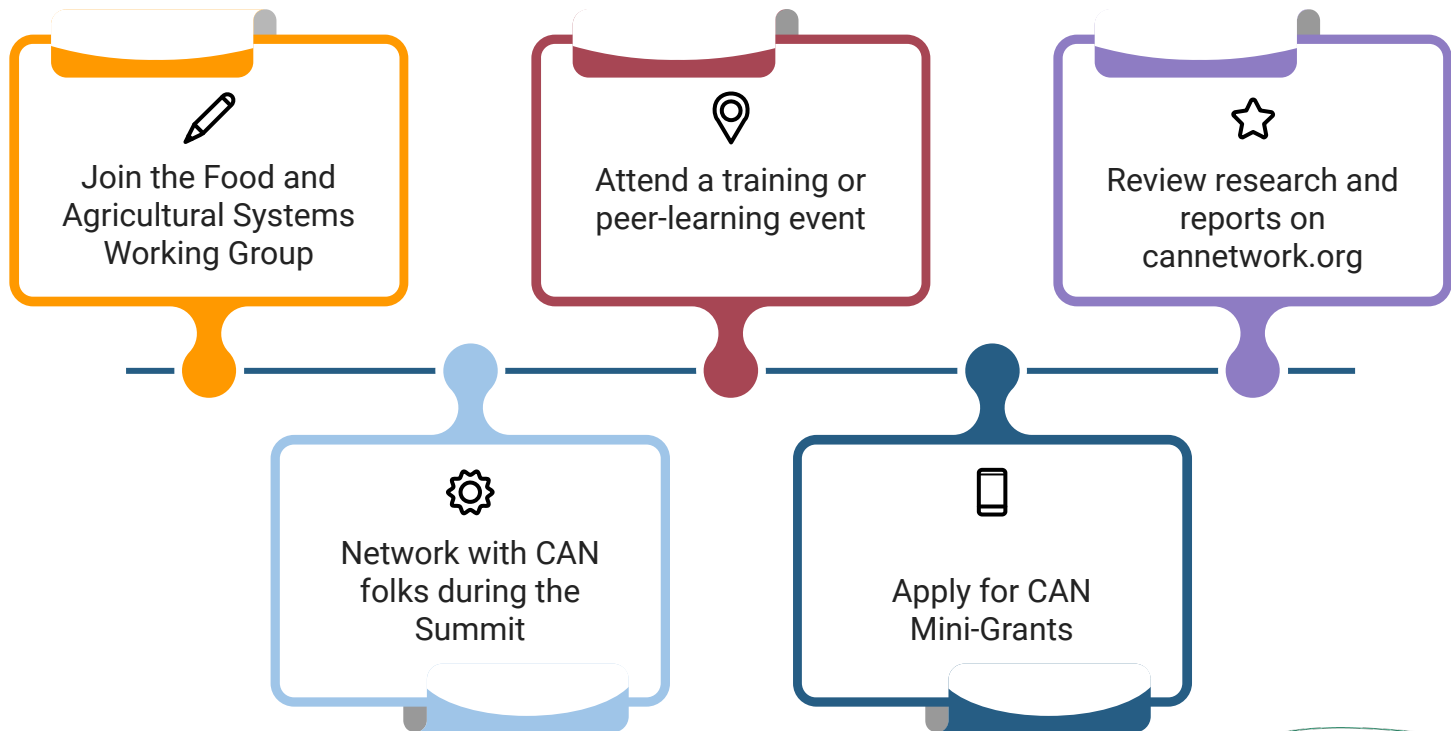 Join the Food and
Agricultural Systems
Working Group
Attend a training or
peer-learning event
Review research and
reports on
cannetwork.org
Network with CAN
folks during the
Summit
Apply for CAN
Mini-Grants